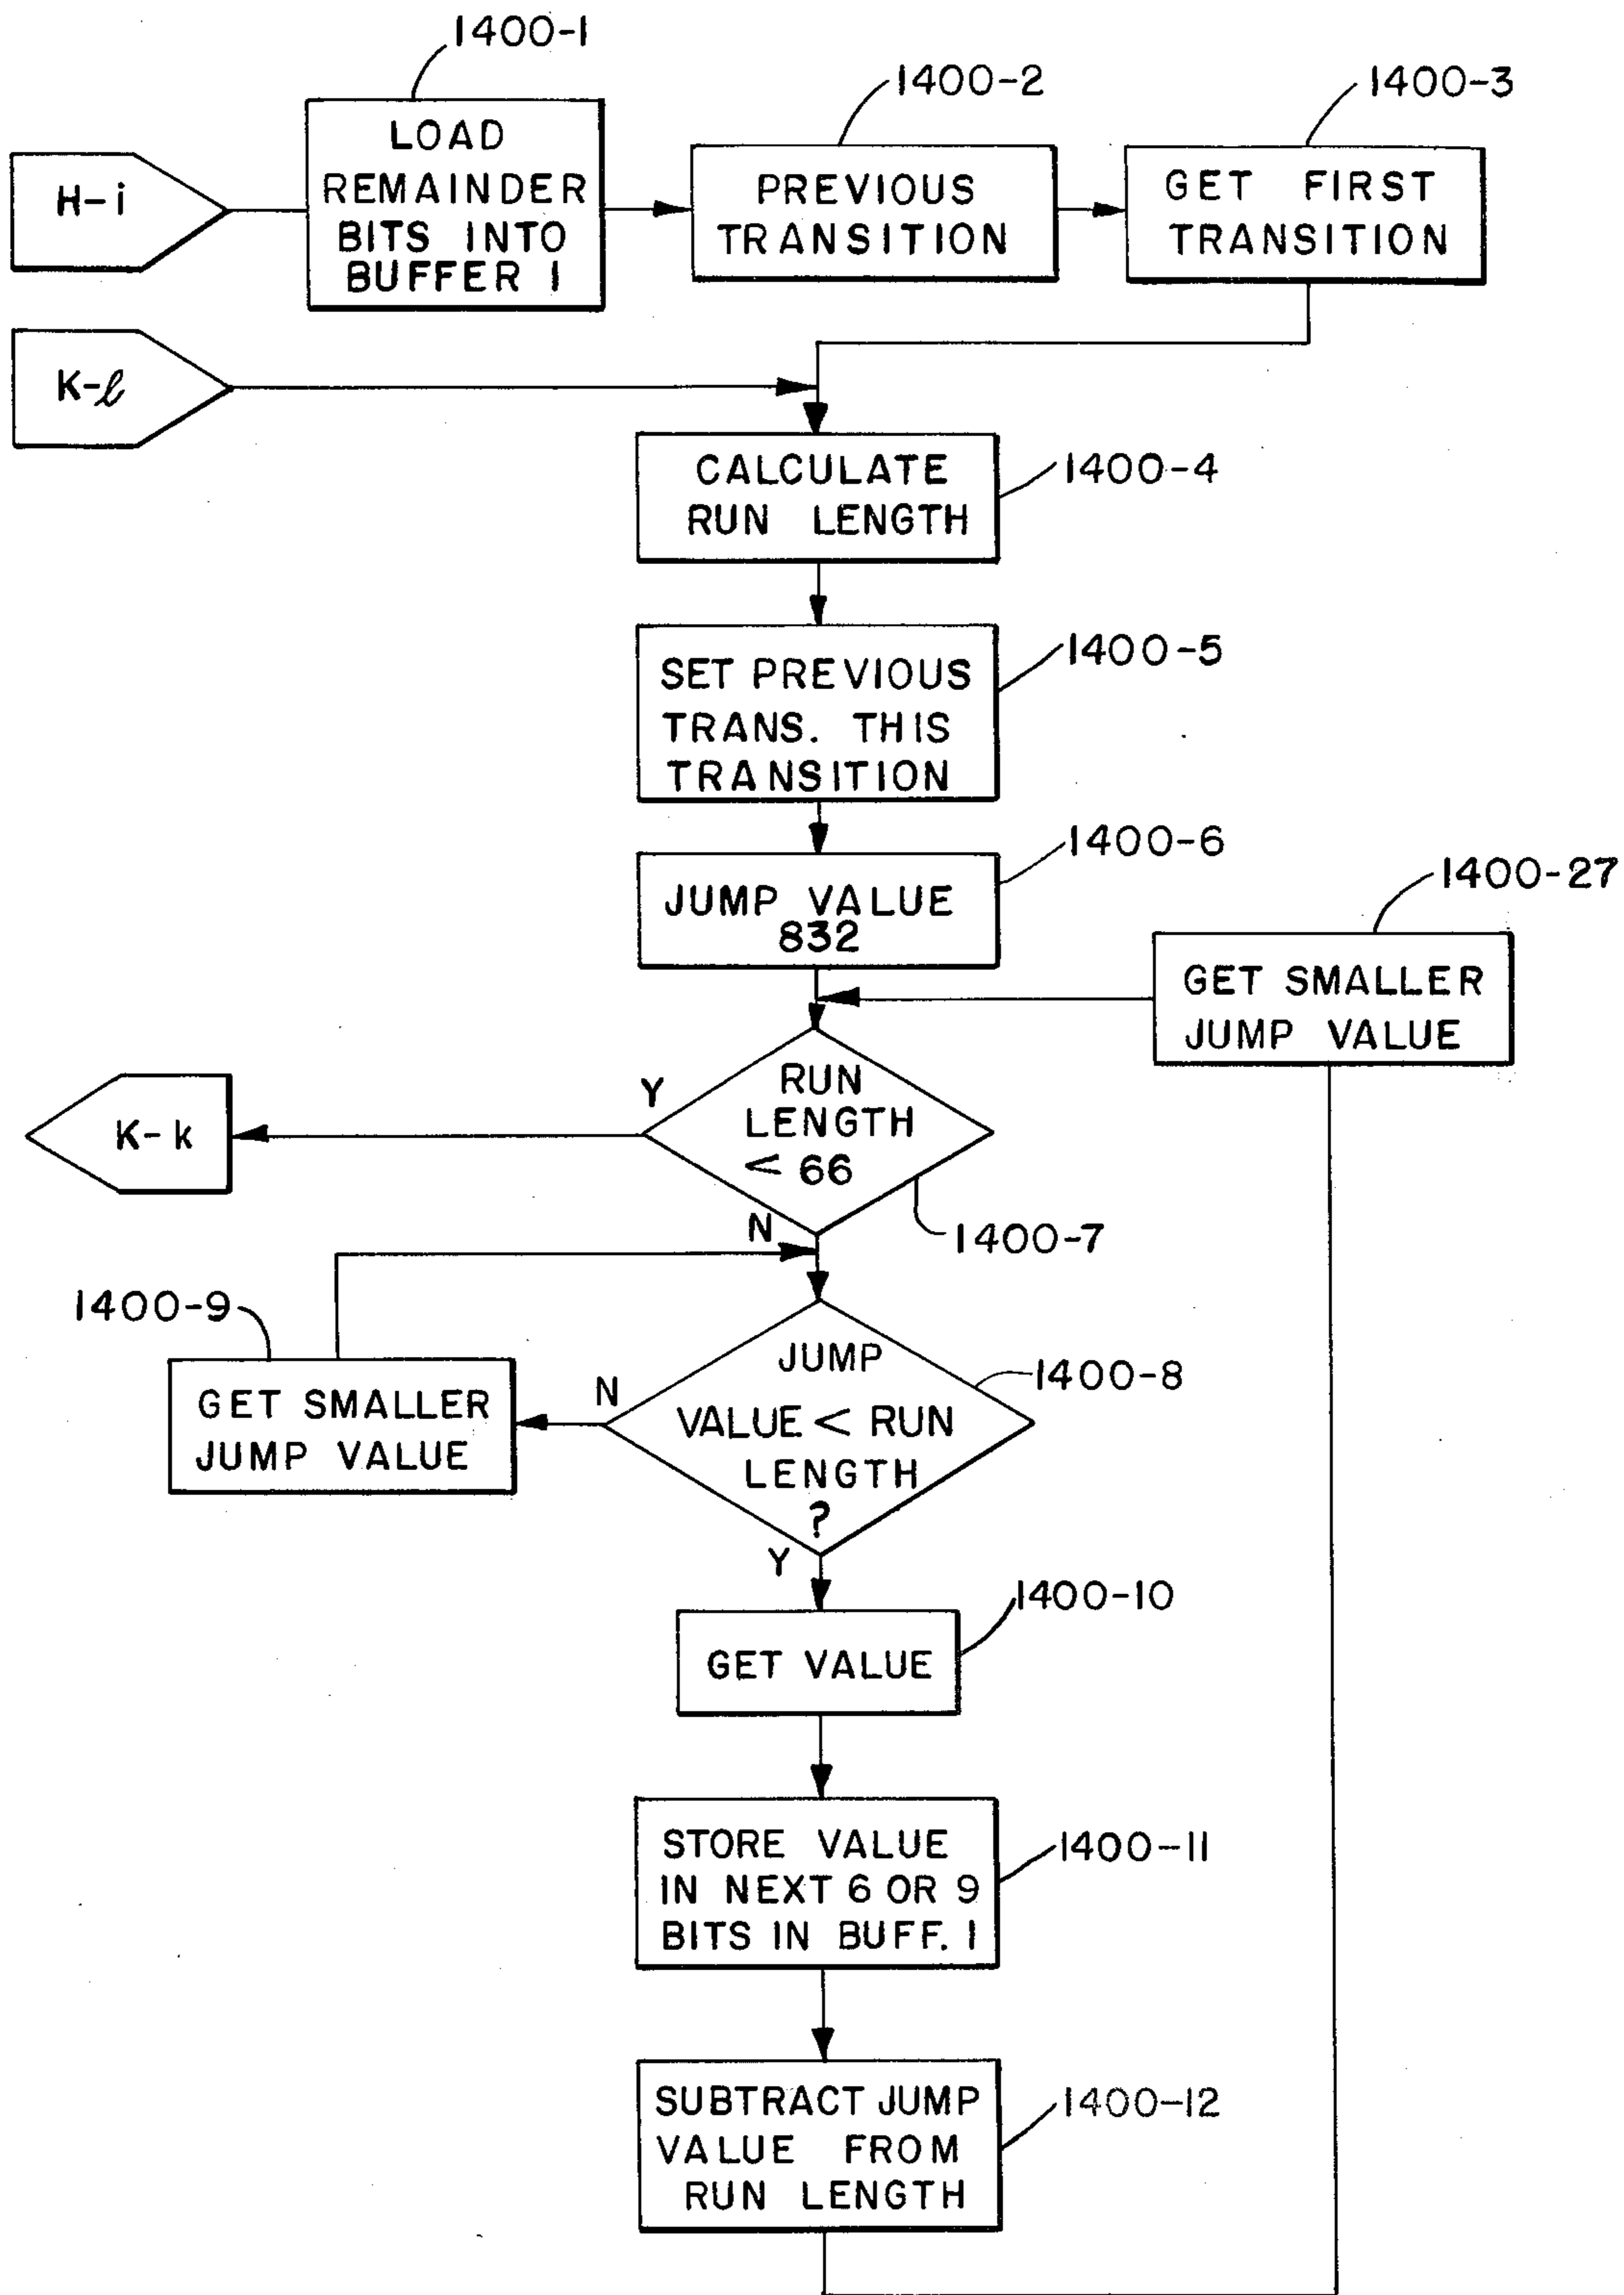 1400-1
1400-2
1400-3
H-i
LOAD
REMAINDER
BITS INTO
BUFFER 1
PREVIOUS
TRANSITION
GET FIRST
TRANSITION
K-ℓ
CALCULATE
RUN LENGTH
1400-4
SET PREVIOUS
TRANS. THIS
TRANSITION
1400-5
JUMP VALUE
832
1400-6
1400-27
GET SMALLER
JUMP VALUE
K-k
Y
RUN
LENGTH
< 66
N
1400-7
1400-9
GET SMALLER
JUMP VALUE
N
JUMP
VALUE < RUN
LENGTH
?
1400-8
Y
1400-10
GET VALUE
STORE VALUE
IN NEXT 6 OR 9
BITS IN BUFF. 1
1400-11
SUBTRACT JUMP
VALUE FROM
RUN LENGTH
1400-12